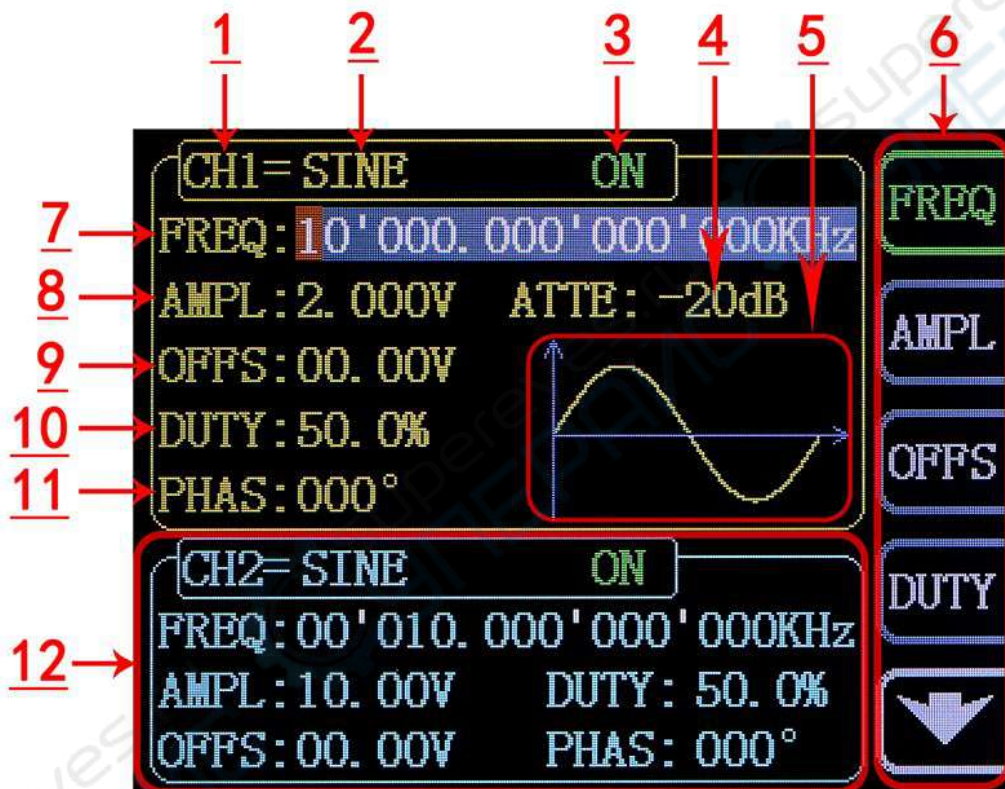 1 2 3 4 5 6
CH1= SINE ON
7 FREQ: 10'000. 000'000'000KHz
8 AMPL: 2. 000V ATTE: -20dB
9 OFFS: 00. 00V
10 DUTY: 50. 0%
11 PHAS: 000°
CH2= SINE ON
FREQ: 00'010. 000'000'000KHz
12 AMPL: 10. 00V DUTY: 50. 0%
OFFS: 00. 00V PHAS: 000°
FREQ
AMPL
OFFS
DUTY